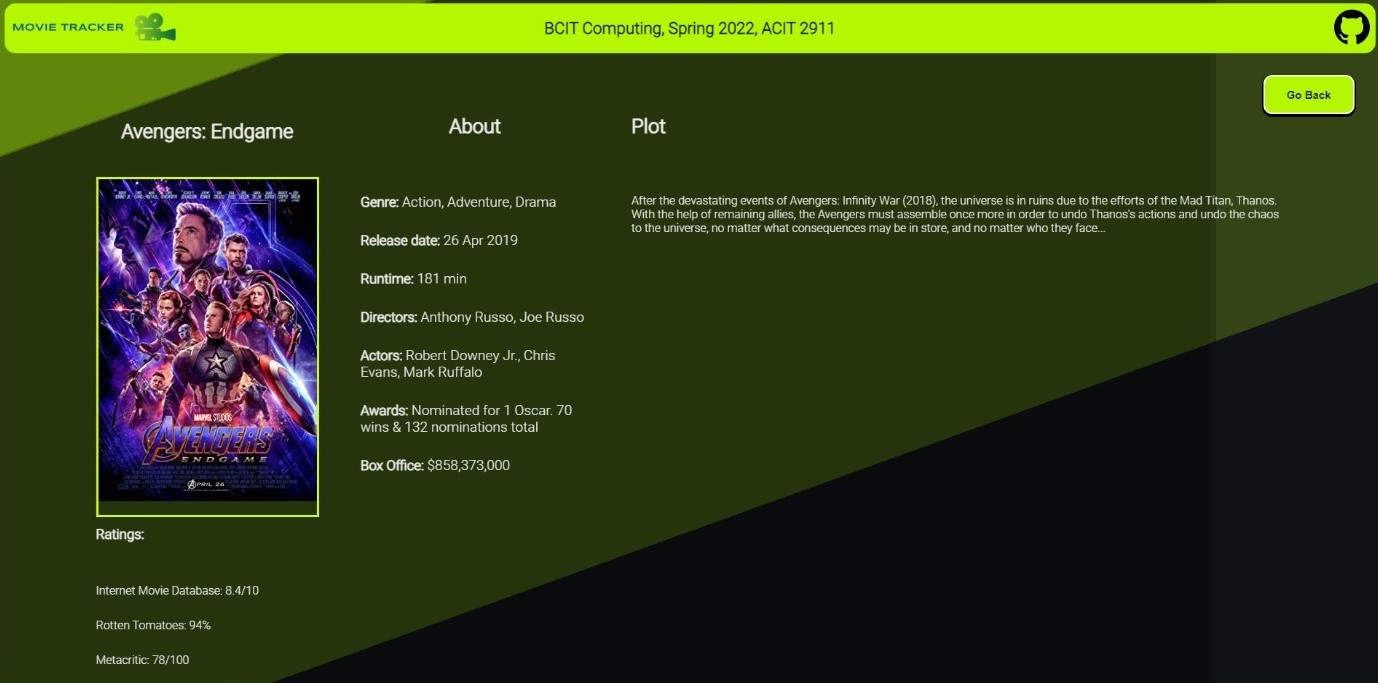 MOVIE TRACKER
BCIT Computing, Spring 2022, ACIT 2911
Go Back
Avengers: Endgame
MARVEL STUDIOS
AVENGERS
ENDGAME
APRIL 26
Ratings:
Internet Movie Database: 8.4/10
Rotten Tomatoes: 94%
Metacritic: 78/100
About
Genre: Action, Adventure, Drama
Release date: 26 Apr 2019
Runtime: 181 min
Directors: Anthony Russo, Joe Russo
Actors: Robert Downey Jr., Chris
Evans, Mark Ruffalo
Awards: Nominated for 1 Oscar. 70
wins & 132 nominations total
Box Office: $858,373,000
Plot
After the devastating events of Avengers: Infinity War (2018), the universe is in ruins due to the efforts of the Mad Titan, Thanos.
With the help of remaining allies, the Avengers must assemble once more in order to undo Thanos's actions and undo the chaos
to the universe, no matter what consequences may be in store, and no matter who they face...